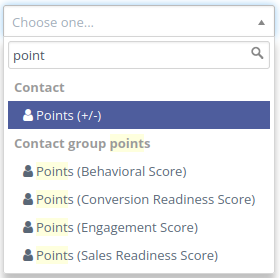 Choose one...
point
Contact
Points (+/-)
Contact group points
Points (Behavioral Score)
Points (Conversion Readiness Score)
Points (Engagement Score)
Points (Sales Readiness Score)